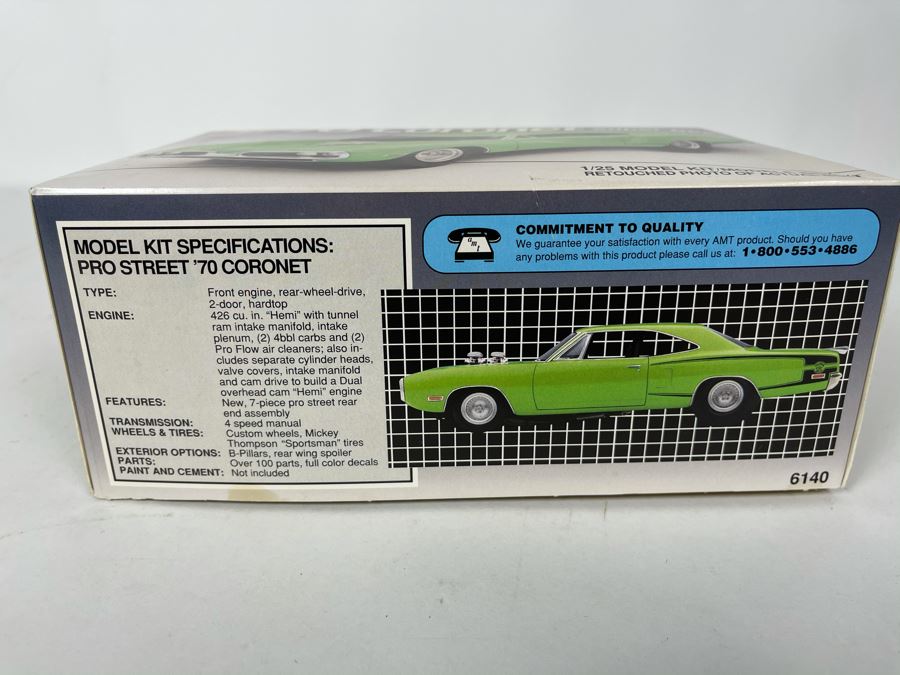 1/25 MODEL
RETOUCHED PHOTO OF
MODEL KIT SPECIFICATIONS:
PRO STREET '70 CORONET
TYPE: Front engine, rear-wheel-drive,
2-door, hardtop
ENGINE: 426 cu. in. “Hemi” with tunnel
ram intake manifold, intake
plenum, (2) 4bbl carbs and (2)
Pro Flow air cleaners; also in-
cludes separate cylinder heads,
valve covers, intake manifold
and cam drive to build a Dual
overhead cam “Hemi” engine
FEATURES: New, 7-piece pro street rear
end assembly
TRANSMISSION: 4 speed manual
WHEELS & TIRES: Custom wheels, Mickey
Thompson “Sportsman” tires
EXTERIOR OPTIONS: B-Pillars, rear wing spoiler
PARTS: Over 100 parts, full color decals
PAINT AND CEMENT: Not included
amt
COMMITMENT TO QUALITY
We guarantee your satisfaction with every AMT product. Should you have
any problems with this product please call us at: 1•800•553•4886
6140